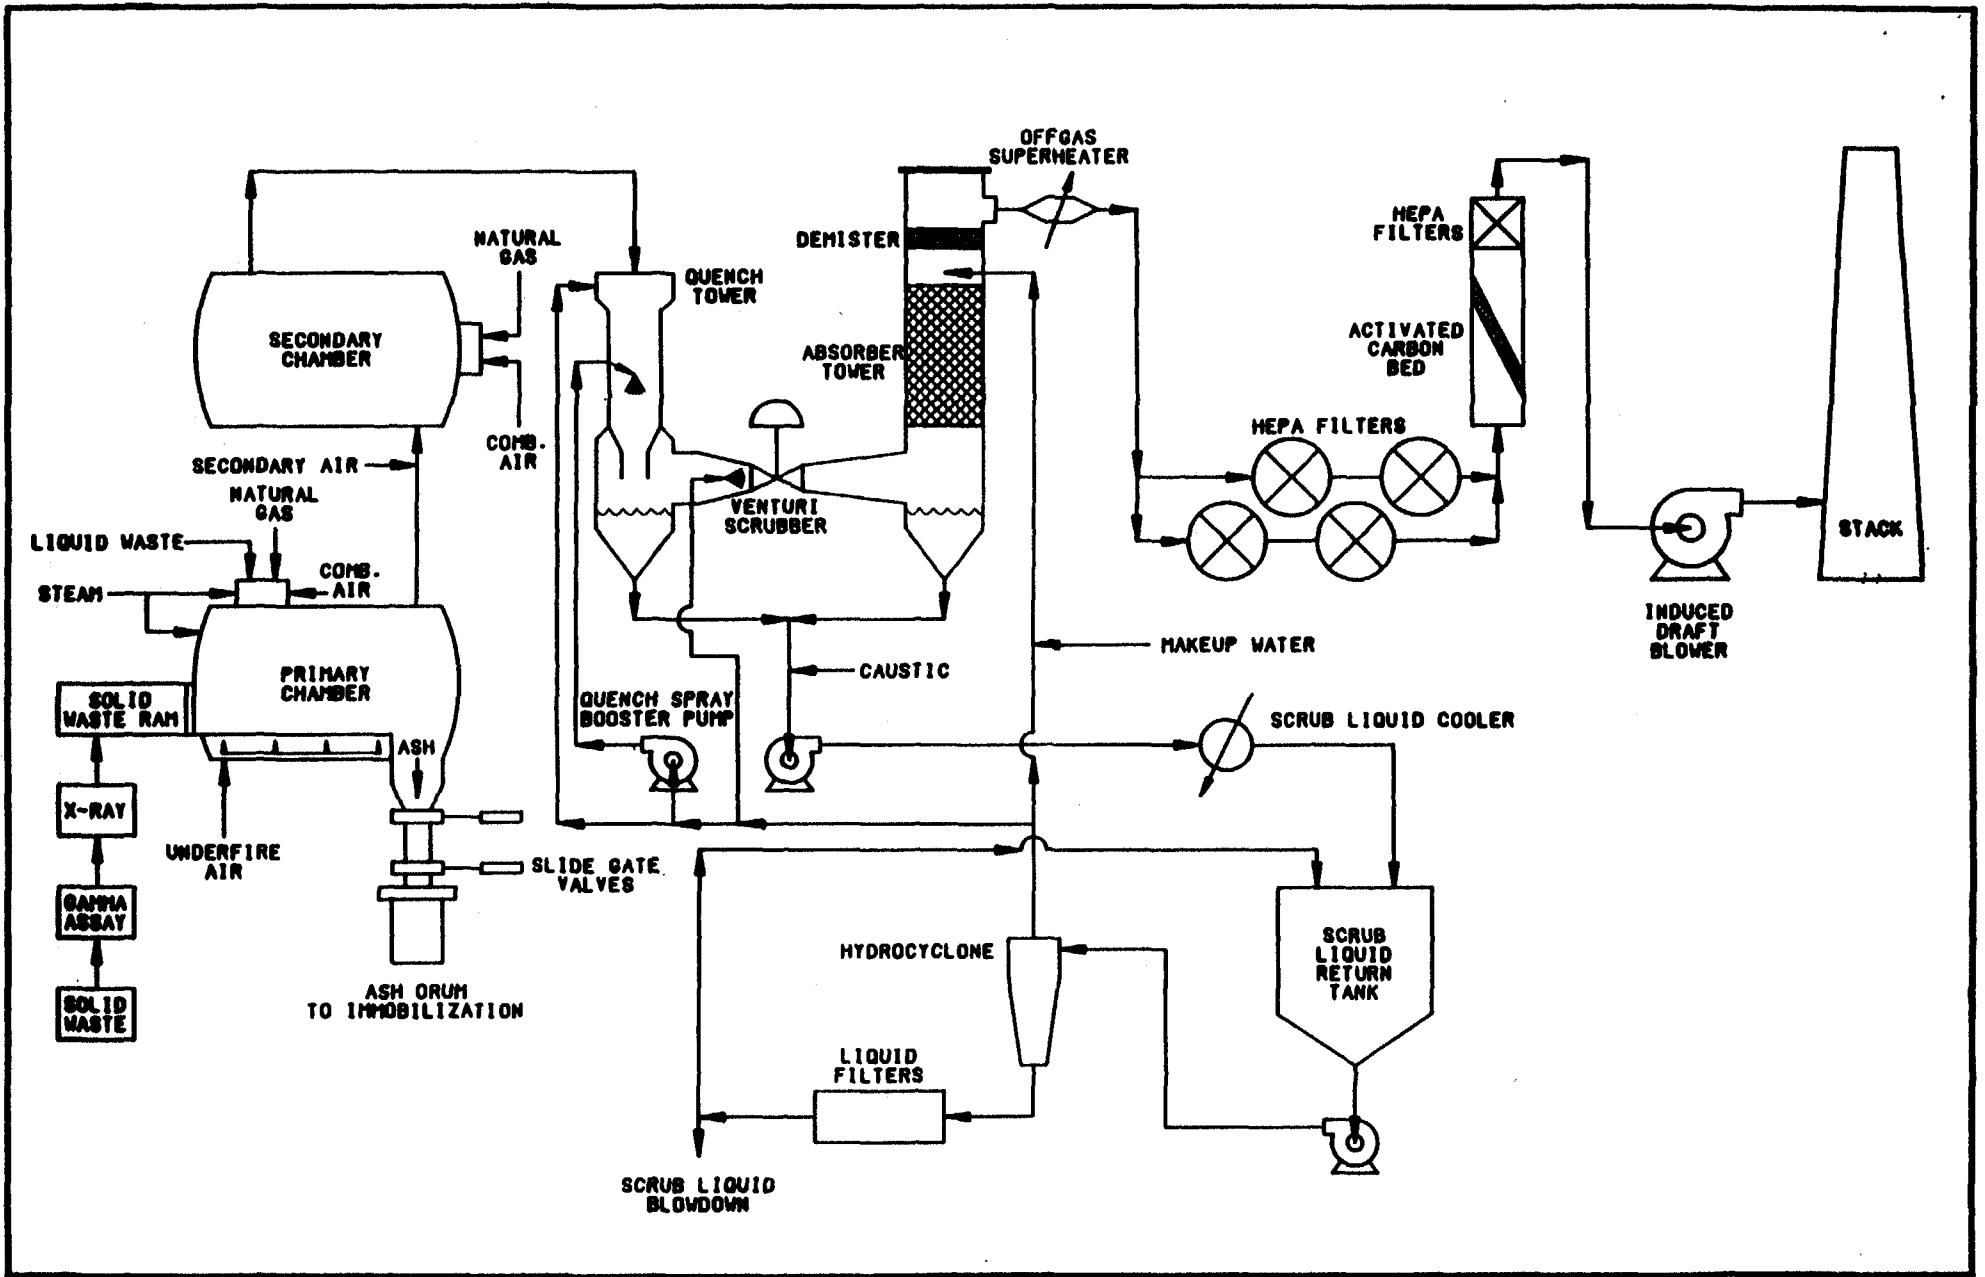 OFFGAS
SUPERHEATER
NATURAL
GAS
DEMISTER
HEPA
FILTERS
QUENCH
TOWER
SECONDARY
CHAMBER
ABSORBER
TOWER
ACTIVATED
CARBON
BED
COMB.
AIR
HEPA FILTERS
SECONDARY AIR
NATURAL
GAS
VENTURI
SCRUBBER
STACK
LIQUID WASTE
COMB.
AIR
STEAM
INDUCED
DRAFT
BLOWER
MAKEUP WATER
CAUSTIC
PRIMARY
CHAMBER
SOLID
WASTE RAM
QUENCH SPRAY
BOOSTER PUMP
SCRUB LIQUID COOLER
ASH
X-RAY
UNDERFIRE
AIR
SLIDE GATE
VALVES
GAMMA
ASSAY
SCRUB
LIQUID
RETURN
TANK
HYDROCYCLONE
SOLID
WASTE
ASH ORUM
TO IMMOBILIZATION
LIQUID
FILTERS
SCRUB LIQUID
BLOWDOWN